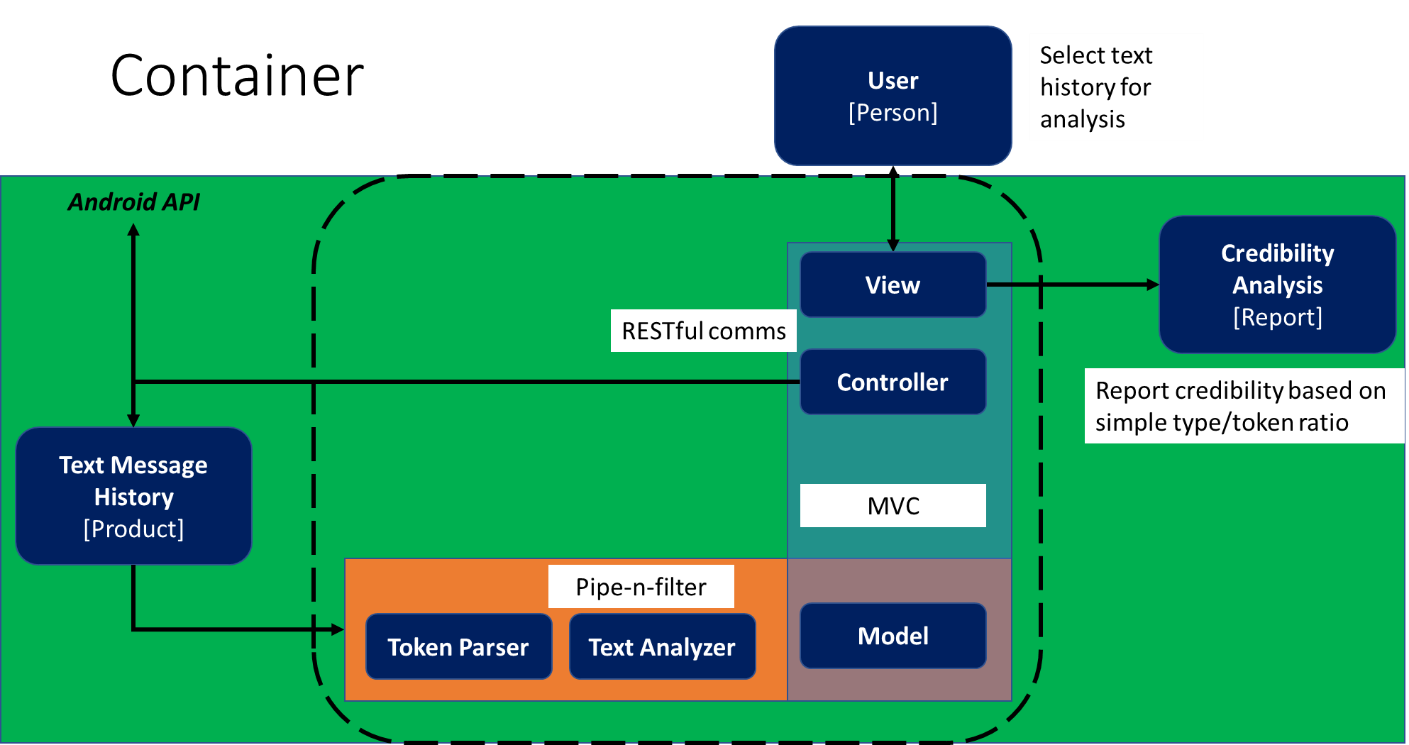 Container
User
[Person]
Select text
history for
analysis
Android API
View
Credibility
Analysis
[Report]
RESTful comms
Controller
Report credibility based on
simple type/token ratio
Text Message
History
[Product]
MVC
Pipe-n-filter
Token Parser
Text Analyzer
Model